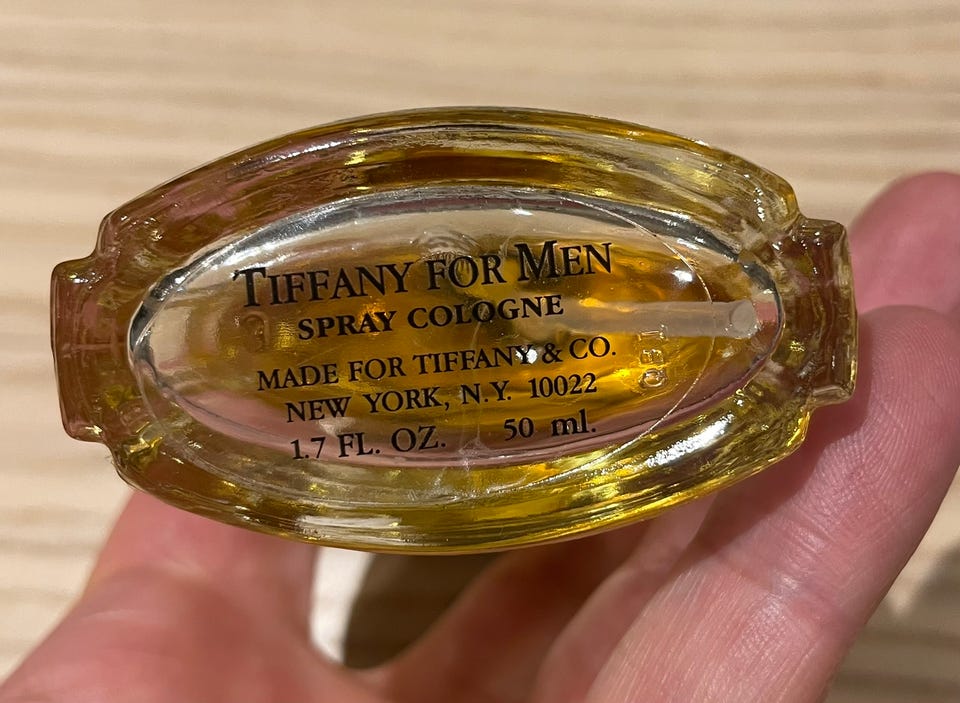 TIFFANY FOR MEN
SPRAY COLOGNE
MADE FOR TIFFANY & CO.
NEW YORK, N.Y. 10022
1.7 FL. OZ. 50 ml.